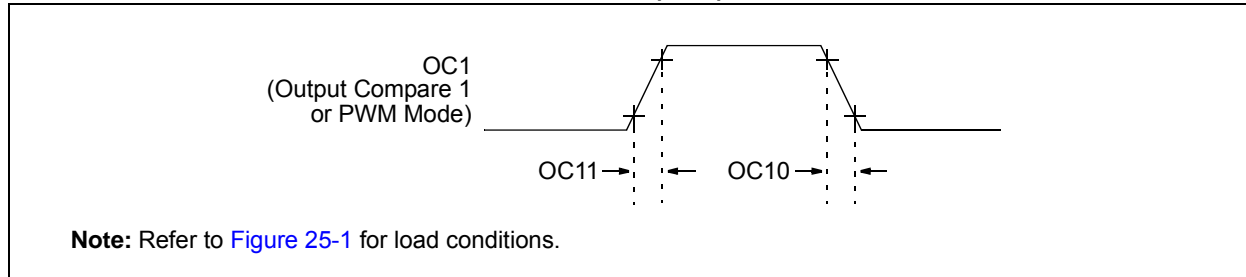 OC1
(Output Compare 1
or PWM Mode)
OC11
OC10
Note: Refer to Figure 25-1 for load conditions.